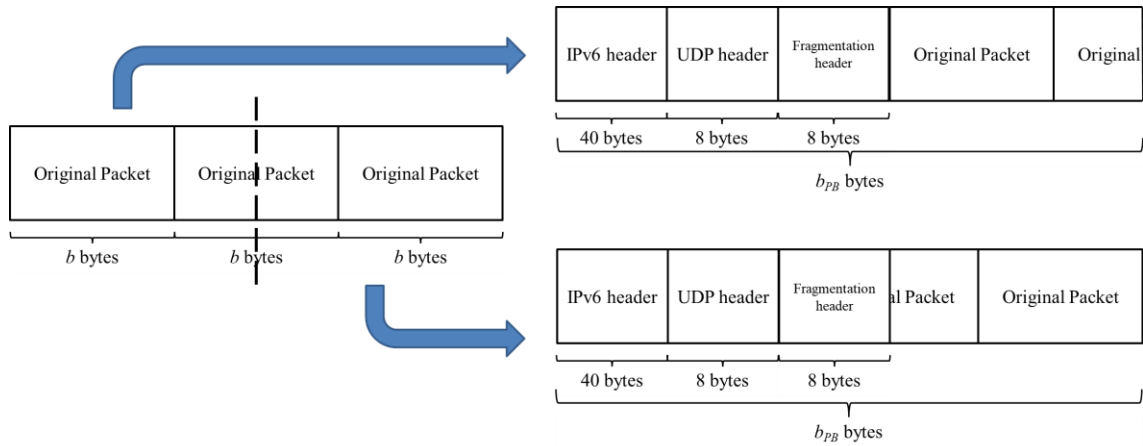 IPv6 header UDP header Fragmentation header Original Packet Original
40 bytes 8 bytes 8 bytes
b_PB bytes
Original Packet Original Packet Original Packet
b bytes b bytes b bytes
IPv6 header UDP header Fragmentation header al Packet Original Packet
40 bytes 8 bytes 8 bytes
b_PB bytes